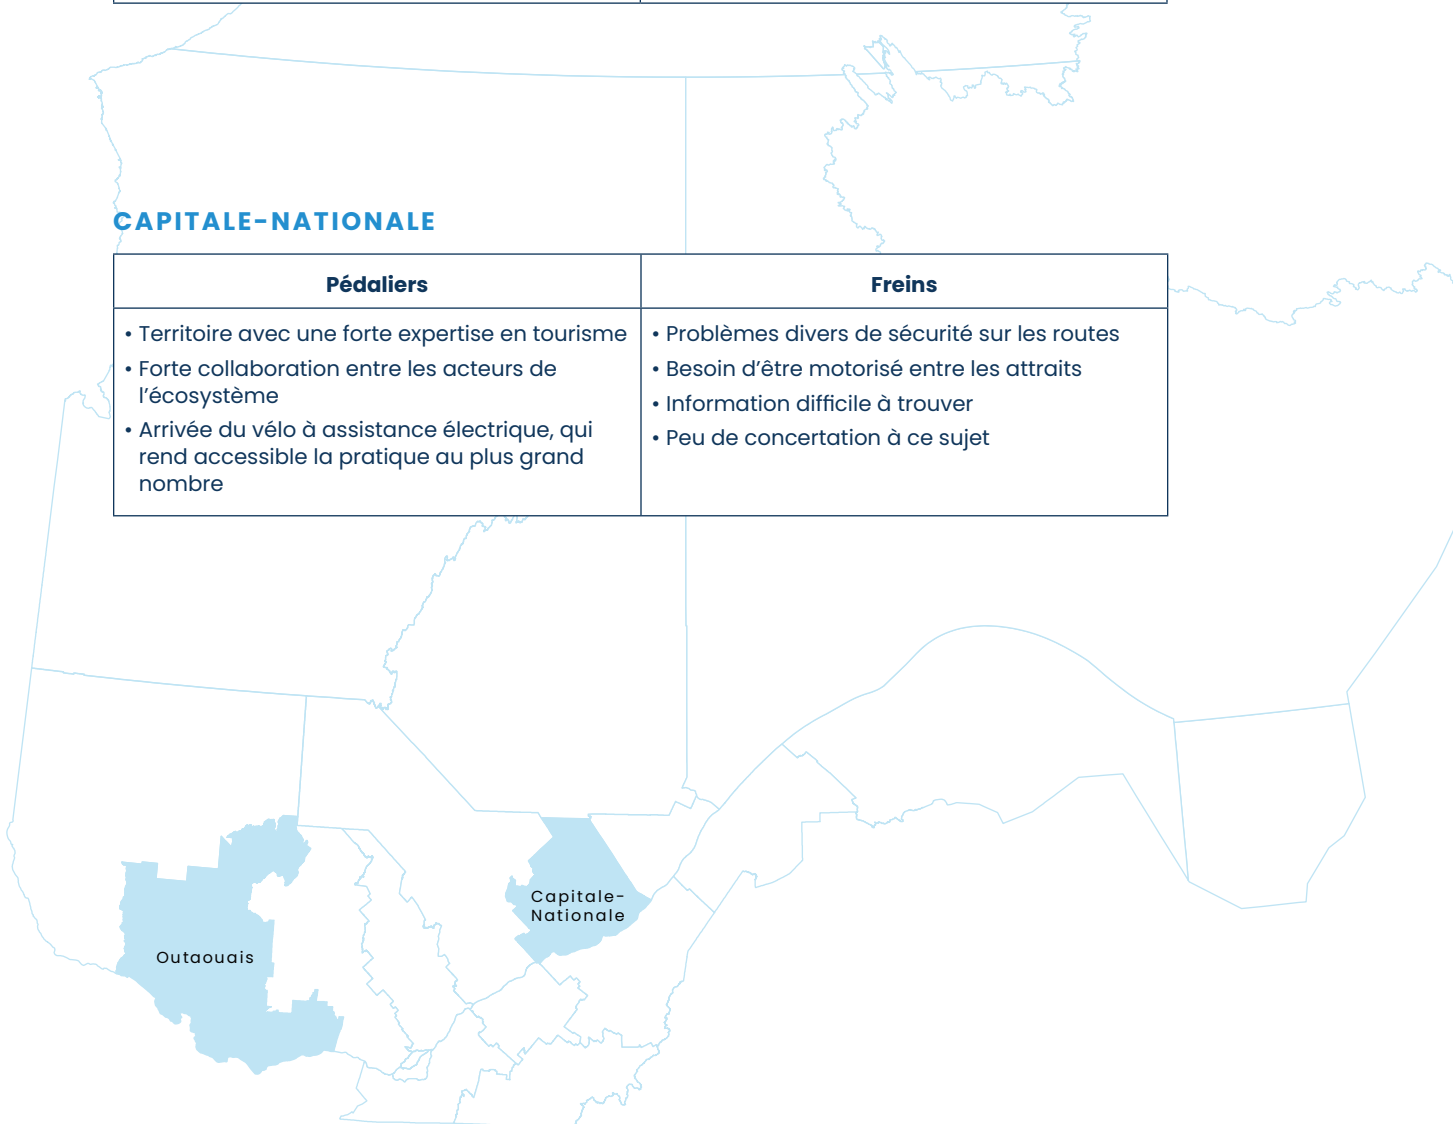 CAPITALE-NATIONALE
Pédaliers
Freins
• Territoire avec une forte expertise en tourisme
• Forte collaboration entre les acteurs de
l’écosystème
• Arrivée du vélo à assistance électrique, qui
rend accessible la pratique au plus grand
nombre
• Problèmes divers de sécurité sur les routes
• Besoin d’être motorisé entre les attraits
• Information difficile à trouver
• Peu de concertation à ce sujet
Capitale-
Nationale
Outaouais